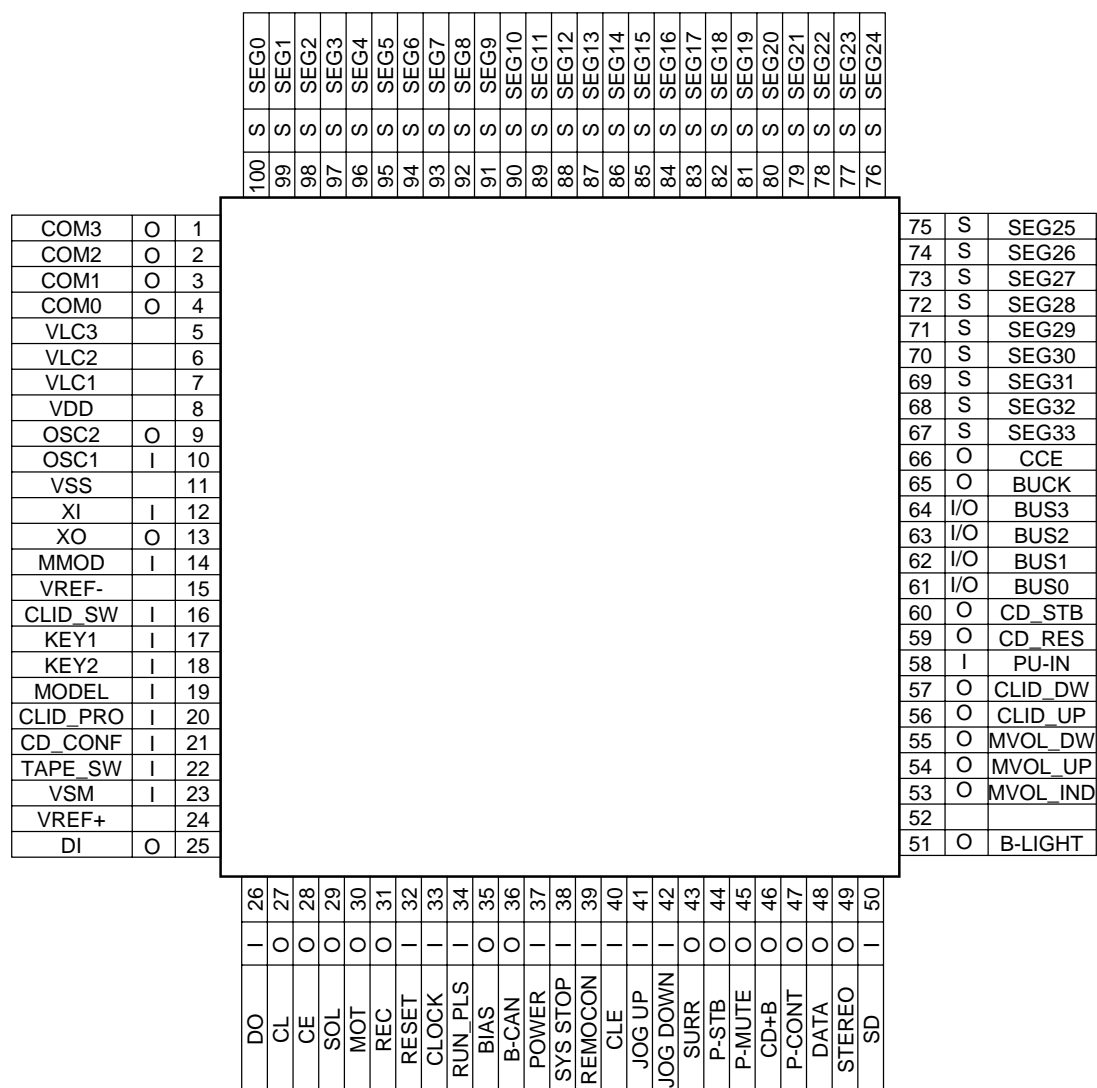 SEG0 SEG1 SEG2 SEG3 SEG4 SEG5 SEG6 SEG7 SEG8 SEG9 SEG10 SEG11 SEG12 SEG13 SEG14 SEG15 SEG16 SEG17 SEG18 SEG19 SEG20 SEG21 SEG22 SEG23 SEG24
S S S S S S S S S S S S S S S S S S S S S S S S S
100 99 98 97 96 95 94 93 92 91 90 89 88 87 86 85 84 83 82 81 80 79 78 77 76
COM3 O 1
COM2 O 2
COM1 O 3
COM0 O 4
VLC3 5
VLC2 6
VLC1 7
VDD 8
OSC2 O 9
OSC1 I 10
VSS 11
XI I 12
XO O 13
MMOD I 14
VREF- 15
CLID_SW I 16
KEY1 I 17
KEY2 I 18
MODEL I 19
CLID_PRO I 20
CD_CONF I 21
TAPE_SW I 22
VSM I 23
VREF+ 24
DI O 25
75 S SEG25
74 S SEG26
73 S SEG27
72 S SEG28
71 S SEG29
70 S SEG30
69 S SEG31
68 S SEG32
67 S SEG33
66 O CCE
65 O BUCK
64 I/O BUS3
63 I/O BUS2
62 I/O BUS1
61 I/O BUS0
60 O CD_STB
59 O CD_RES
58 I PU-IN
57 O CLID_DW
56 O CLID_UP
55 O MVOL_DW
54 O MVOL_UP
53 O MVOL_IND
52
51 O B-LIGHT
26 27 28 29 30 31 32 33 34 35 36 37 38 39 40 41 42 43 44 45 46 47 48 49 50
I O O O O O I I I O O I I I I I I O O O O O O O I
DO CL CE SOL MOT REC RESET CLOCK RUN_PLS BIAS B-CAN POWER SYS STOP REMOCON CLE JOG UP JOG DOWN SURR P-STB P-MUTE CD+B P-CONT DATA STEREO SD